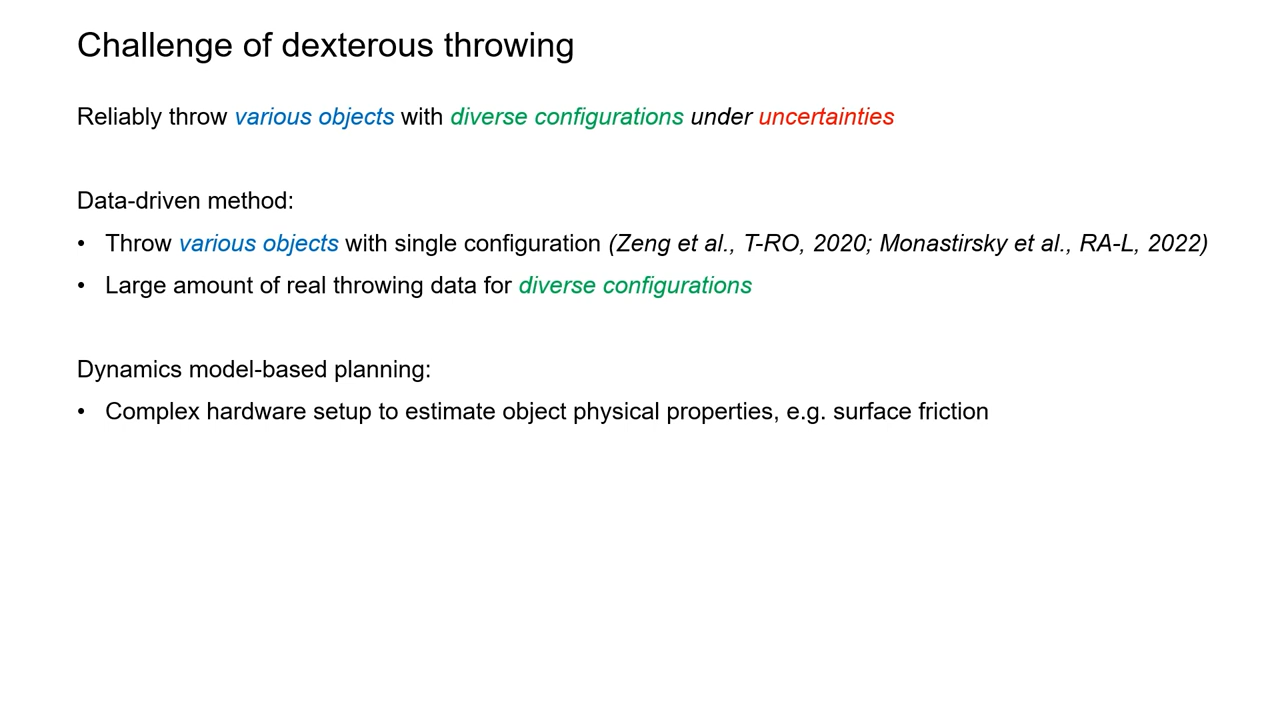 Challenge of dexterous throwing
Reliably throw various objects with diverse configurations under uncertainties
Data-driven method:
• Throw various objects with single configuration (Zeng et al., T-RO, 2020; Monastirsky et al., RA-L, 2022)
• Large amount of real throwing data for diverse configurations
Dynamics model-based planning:
• Complex hardware setup to estimate object physical properties, e.g. surface friction